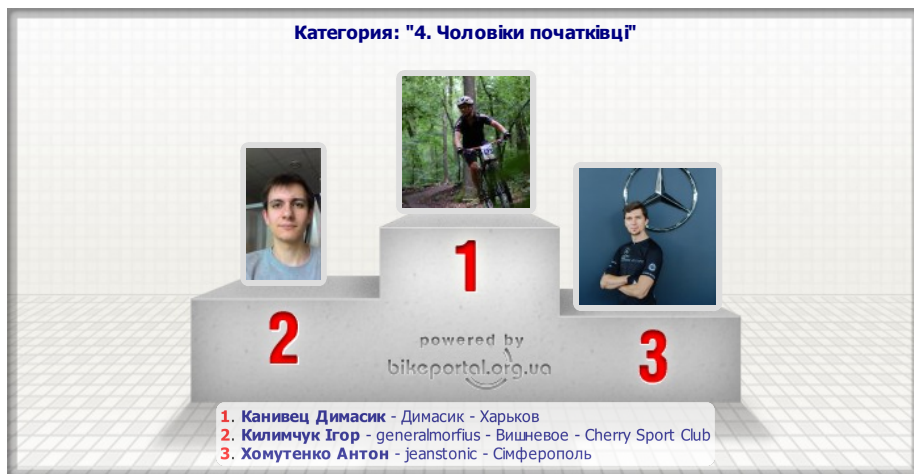 Категория: "4. Чоловіки початківці"
1
2
3
powered by
bikeportal.org.ua
1. Канивец Димасик - Димасик - Харьков
2. Килимчук Ігор - generalmorfius - Вишневое - Cherry Sport Club
3. Хомутенко Антон - jeanstonic - Сімферополь